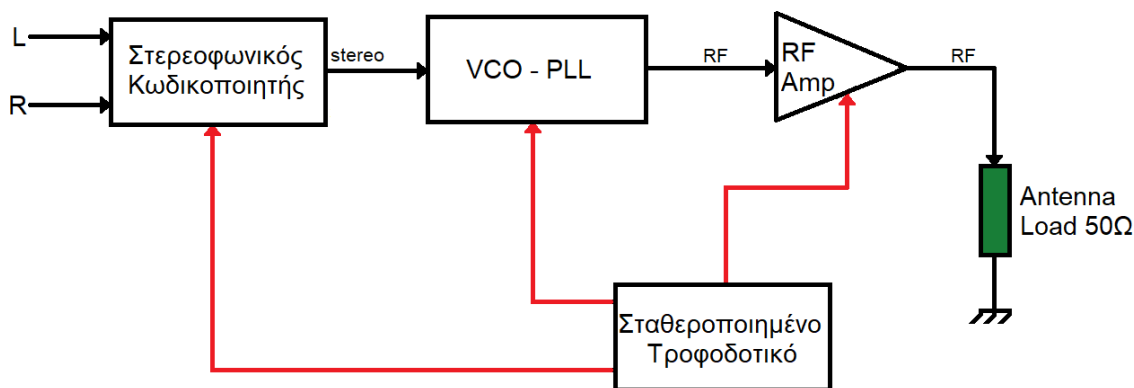 L
R
Στερεοφωνικός
Κωδικοποιητής
stereo
VCO - PLL
RF
RF
Amp
RF
Antenna
Load 50Ω
Σταθεροποιημένο
Τροφοδοτικό